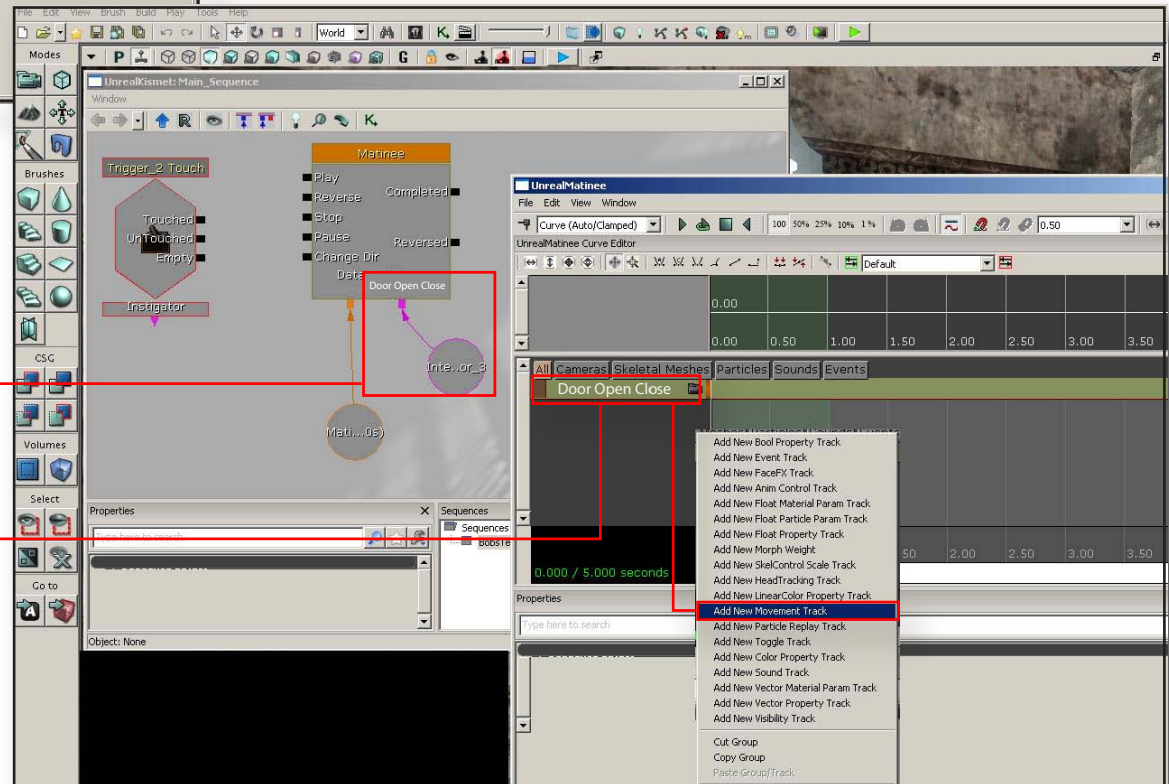 File Edit View Brush Build Play Tools Help
World
Modes
P G
UnrealKismet: Main_Sequence
Window
Brushes
CSG
Volumes
Select
Go to
Trigger_2 Touch
Touched
UnTouched
Empty
Instigator
Matinee
Play
Reverse
Stop
Pause
Change Dir
Completed
Reversed
Data
Door Open Close
Inte..or_3
Mati...0s)
Properties
Type here to search
Object: None
Sequences
Sequences
BobsTe
UnrealMatinee
File Edit View Window
Curve (Auto/Clamped)
100 50% 25% 10% 1%
0.50
UnrealMatinee Curve Editor
Default
0.00
0.00 0.50 1.00 1.50 2.00 2.50 3.00 3.50
All Cameras Skeletal Meshes Particles Sounds Events
Door Open Close
50 2.00 2.50 3.00 3.50
0.000 / 5.000 seconds
Properties
Type here to search
Add New Bool Property Track
Add New Event Track
Add New FaceFX Track
Add New Anim Control Track
Add New Float Material Param Track
Add New Float Particle Param Track
Add New Float Property Track
Add New Morph Weight
Add New SkelControl Scale Track
Add New HeadTracking Track
Add New LinearColor Property Track
Add New Movement Track
Add New Particle Replay Track
Add New Toggle Track
Add New Color Property Track
Add New Sound Track
Add New Vector Material Param Track
Add New Vector Property Track
Add New Visibility Track
Cut Group
Copy Group
Paste Group/Track